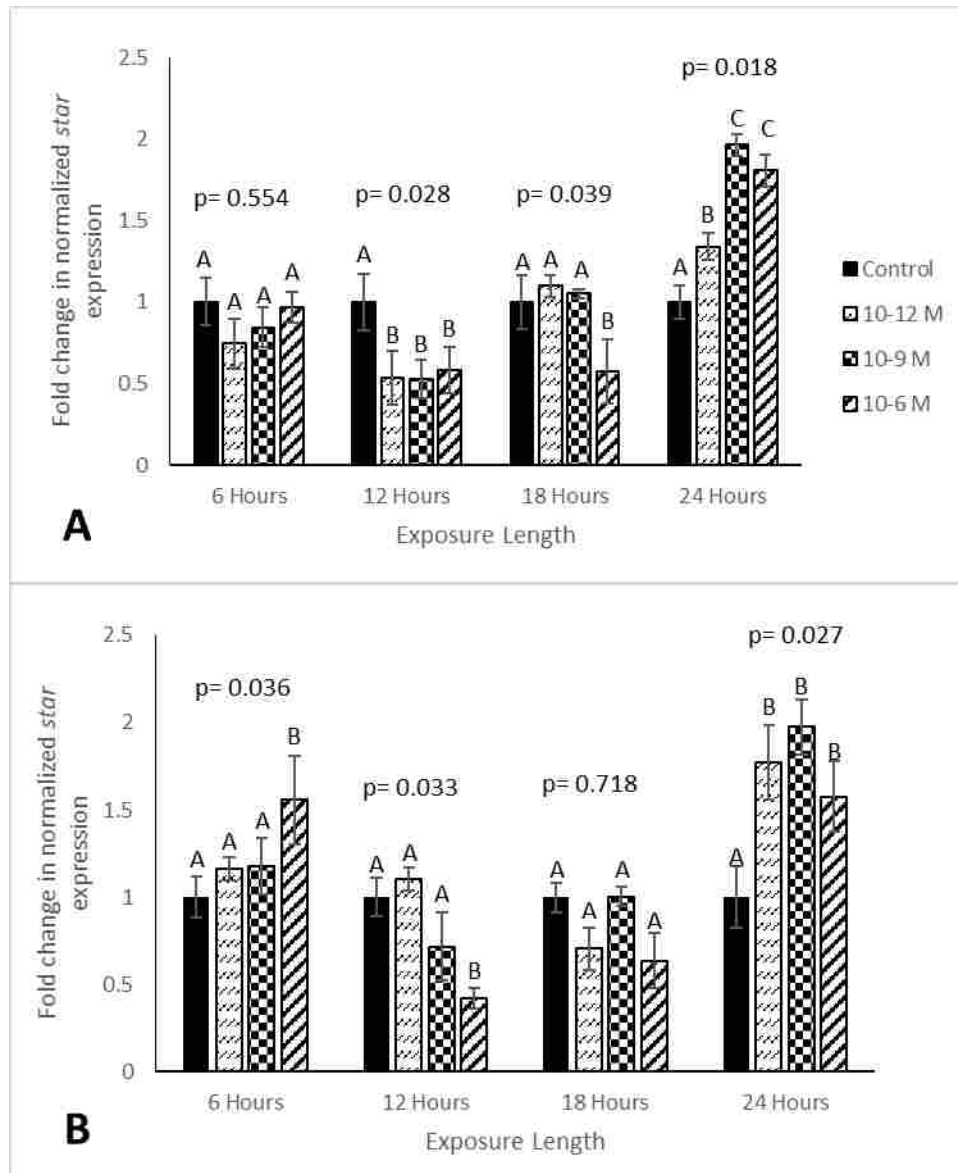 2.5
p= 0.018
C
2
C
p= 0.554
p= 0.028
p= 0.039
B
1.5
A
A
A
A
A
A
A
A
A
1
B
B
B
B
0.5
0
6 Hours
12 Hours
18 Hours
24 Hours
Exposure Length
Fold change in normalized star
expression
Control
10-12 M
10-9 M
10-6 M
A
2.5
p= 0.027
p= 0.036
B
B
2
B
B
p= 0.033
p= 0.718
1.5
A
A
A
A
A
A
A
A
A
A
A
1
B
0.5
0
6 Hours
12 Hours
18 Hours
24 Hours
Exposure Length
Fold change in normalized star
expression
B